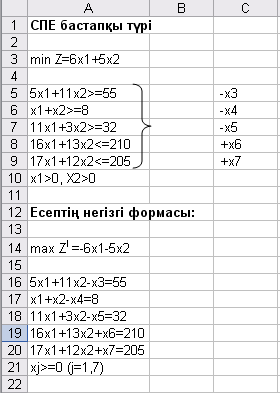 A B C
1 СПЕ бастапқы түрі
2
3 min Z=6x1+5x2
4
5 5x1+11x2>=55 -x3
6 x1+x2>=8 -x4
7 11x1+3x2>=32 -x5
8 16x1+13x2<=210 +x6
9 17x1+12x2<=205 +x7
10 x1>0, X2>0
11
12 Есептің негізгі формасы:
13
14 max Z^I =-6x1-5x2
15
16 5x1+11x2-x3=55
17 x1+x2-x4=8
18 11x1+3x2-x5=32
19 16x1+13x2+x6=210
20 17x1+12x2+x7=205
21 xj>=0 (j=1,7)
22